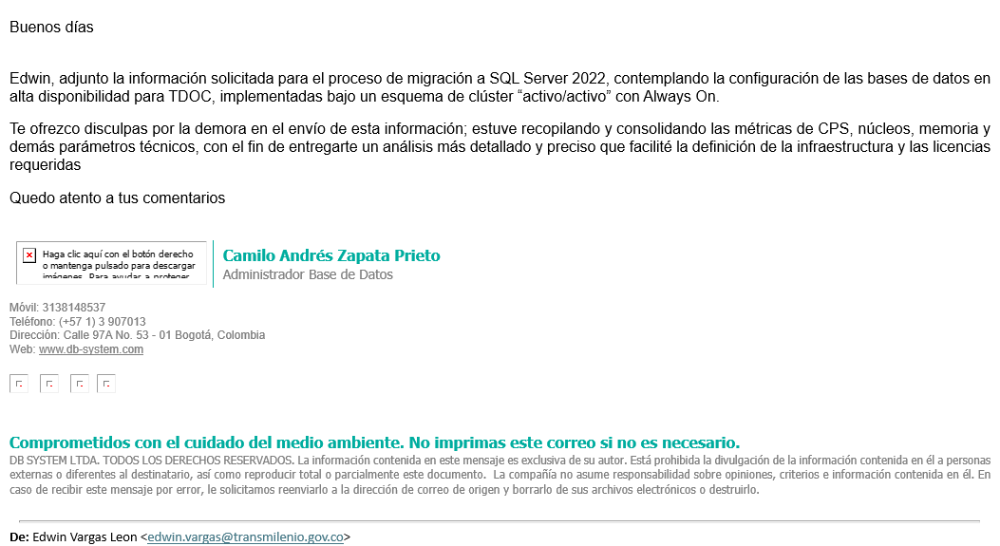 Buenos días
Edwin, adjunto la información solicitada para el proceso de migración a SQL Server 2022, contemplando la configuración de las bases de datos en
alta disponibilidad para TDOC, implementadas bajo un esquema de clúster “activo/activo” con Always On.
Te ofrezco disculpas por la demora en el envío de esta información; estuve recopilando y consolidando las métricas de CPS, núcleos, memoria y
demás parámetros técnicos, con el fin de entregarte un análisis más detallado y preciso que facilité la definición de la infraestructura y las licencias
requeridas
Quedo atento a tus comentarios
Haga clic aquí con el botón derecho
o mantenga pulsado para descargar
imágenes. Para ayudar a proteger
Camilo Andrés Zapata Prieto
Administrador Base de Datos
Móvil: 3138148537
Teléfono: (+57 1) 3 907013
Dirección: Calle 97A No. 53 - 01 Bogotá, Colombia
Web: www.db-system.com
Comprometidos con el cuidado del medio ambiente. No imprimas este correo si no es necesario.
DB SYSTEM LTDA. TODOS LOS DERECHOS RESERVADOS. La información contenida en este mensaje es exclusiva de su autor. Está prohibida la divulgación de la información contenida en él a personas
externas o diferentes al destinatario, así como reproducir total o parcialmente este documento.  La compañía no asume responsabilidad sobre opiniones, criterios e información contenida en él. En
caso de recibir este mensaje por error, le solicitamos reenviarlo a la dirección de correo de origen y borrarlo de sus archivos electrónicos o destruirlo.
De: Edwin Vargas Leon <edwin.vargas@transmilenio.gov.co>